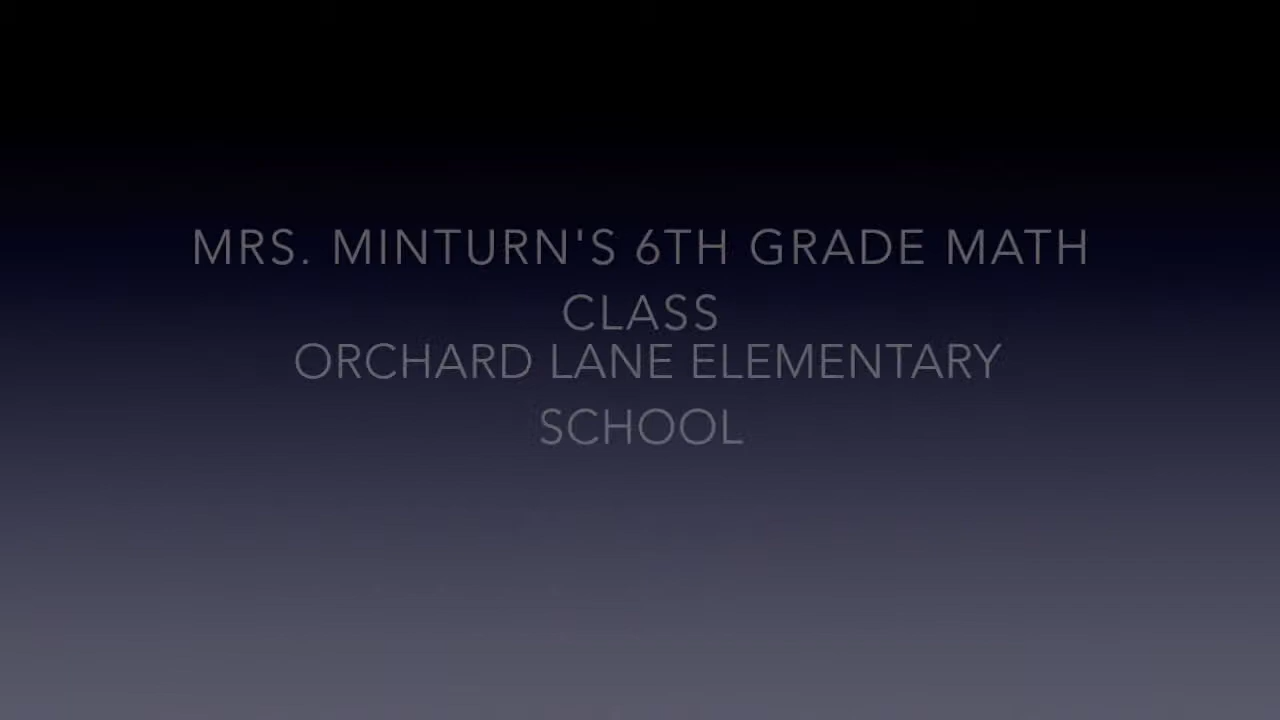 MRS. MINTURN'S 6TH GRADE MATH
CLASS
ORCHARD LANE ELEMENTARY
SCHOOL